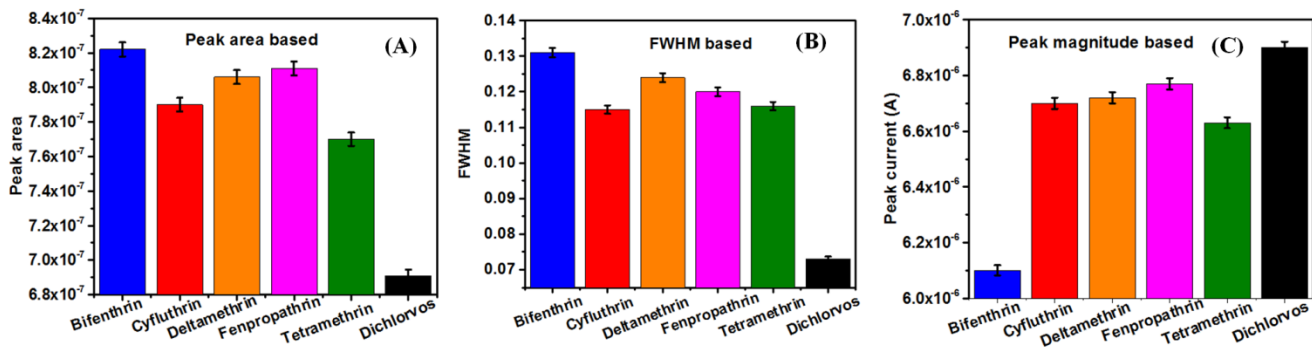 Peak area based
(A)
Peak area
8.4x10⁻⁷
8.2x10⁻⁷
8.0x10⁻⁷
7.8x10⁻⁷
7.6x10⁻⁷
7.4x10⁻⁷
7.2x10⁻⁷
7.0x10⁻⁷
6.8x10⁻⁷
Bifenthrin
Cyfluthrin
Deltamethrin
Fenpropathrin
Tetramethrin
Dichlorvos
FWHM based
(B)
FWHM
0.14
0.13
0.12
0.11
0.10
0.09
0.08
0.07
Bifenthrin
Cyfluthrin
Deltamethrin
Fenpropathrin
Tetramethrin
Dichlorvos
Peak magnitude based
(C)
Peak current (A)
7.0x10⁻⁶
6.8x10⁻⁶
6.6x10⁻⁶
6.4x10⁻⁶
6.2x10⁻⁶
6.0x10⁻⁶
Bifenthrin
Cyfluthrin
Deltamethrin
Fenpropathrin
Tetramethrin
Dichlorvos